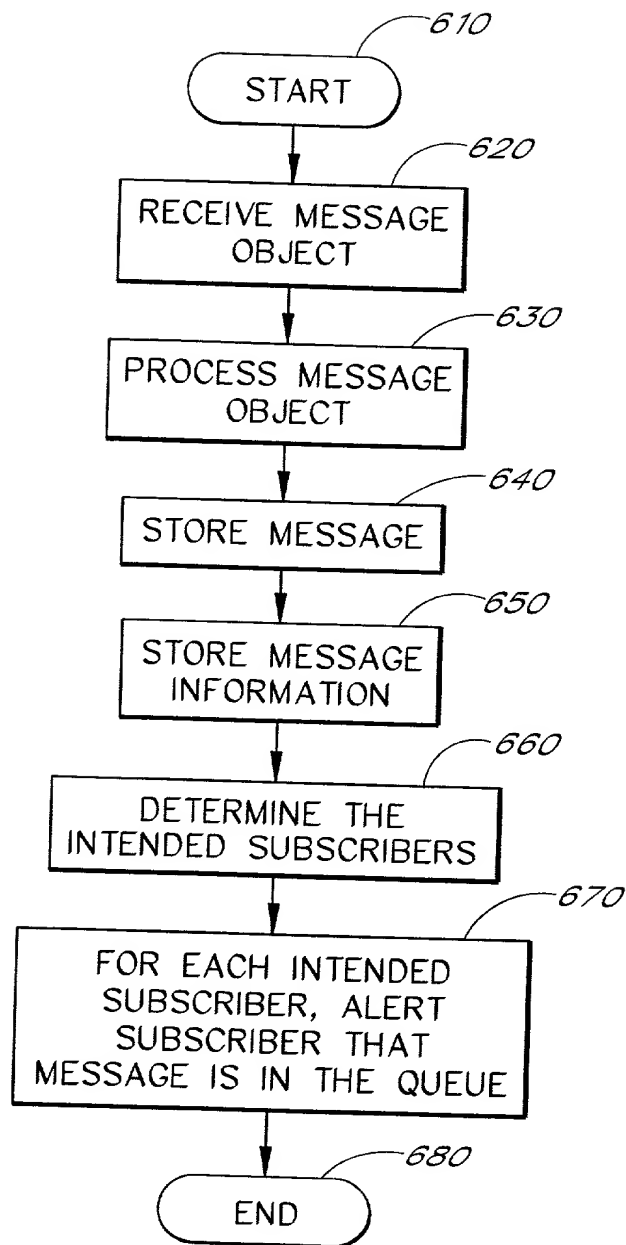 610
START
620
RECEIVE MESSAGE
OBJECT
630
PROCESS MESSAGE
OBJECT
640
STORE MESSAGE
650
STORE MESSAGE
INFORMATION
660
DETERMINE THE
INTENDED SUBSCRIBERS
670
FOR EACH INTENDED
SUBSCRIBER, ALERT
SUBSCRIBER THAT
MESSAGE IS IN THE QUEUE
680
END